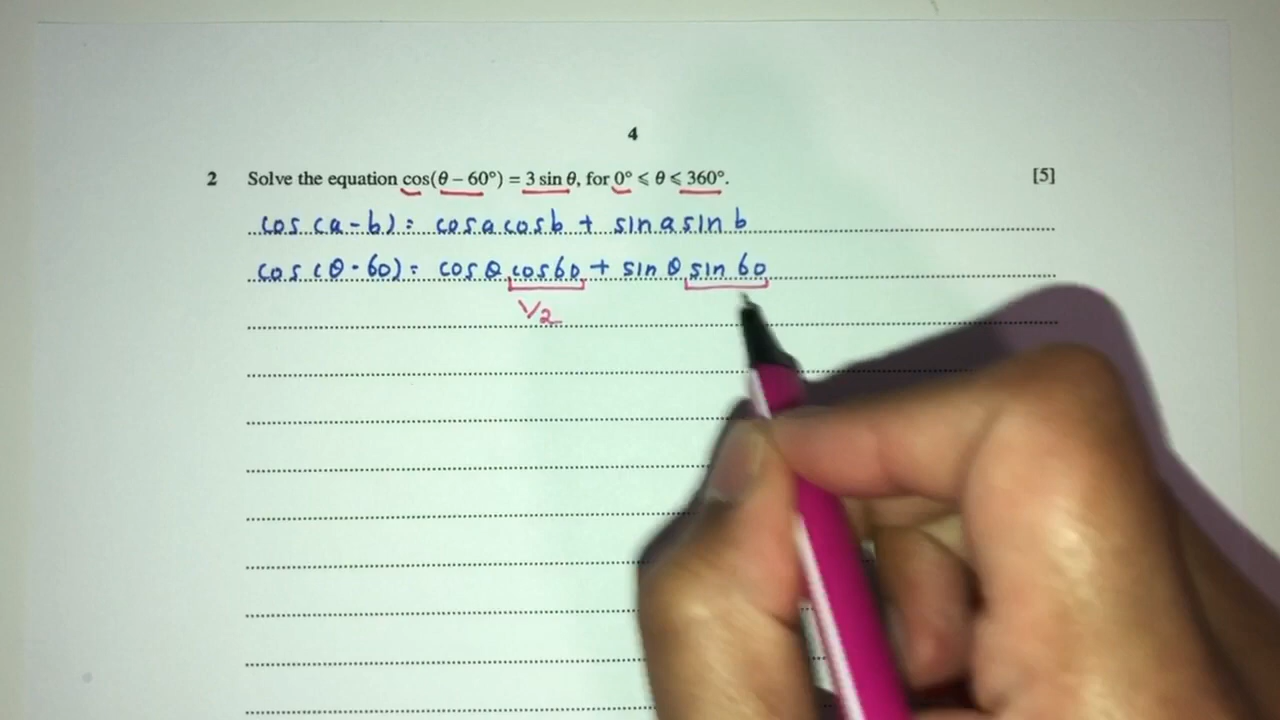 4
2 Solve the equation cos(θ − 60°) = 3 sin θ, for 0° ⩽ θ ⩽ 360°. [5]
cos (a - b) = cos a cos b + sin a sin b
cos (θ - 60) = cos θ cos 60 + sin θ sin 60
1/2